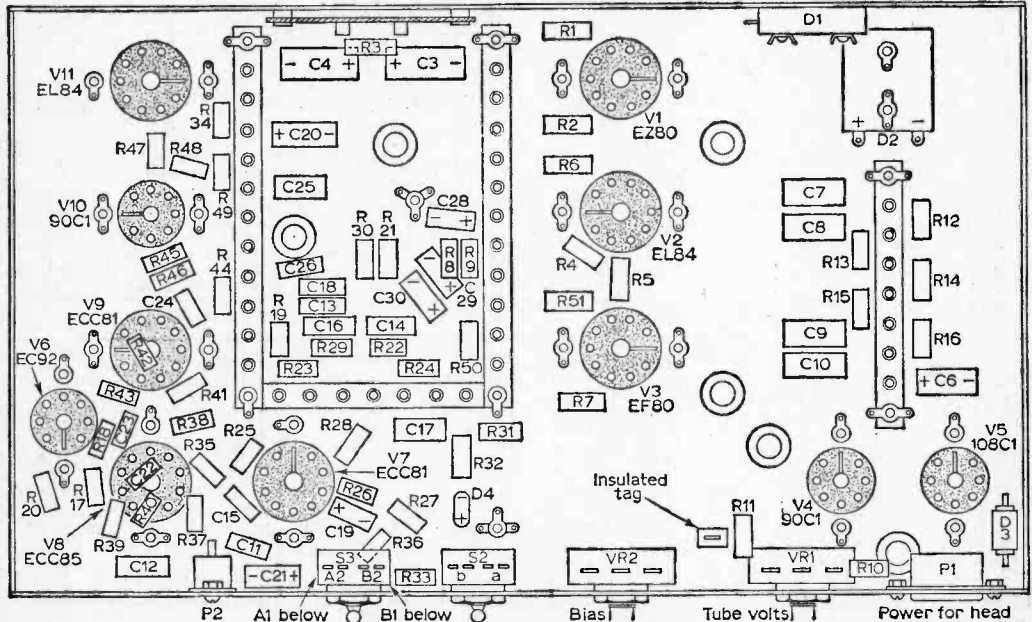 D1
R1
R3
C4 + + C3
V11
EL84
R
34
V1
EZ80
+ D2 -
+ C20 -
R2
R47
R48
R6
R
49
C25
C7
V10
90C1
C28
- +
C8
R12
R
30
R
21
V2
EL84
R45
R46
R
44
C26
R
8
R
9
R4
R5
R13
C18
C
29
R14
C24
C13
C30
R51
R15
V9
ECC81
R
19
C16
C14
C9
R16
V6
EC92
R42
R29
R22
R50
C10
R23
R24
V3
EF80
+ C6 -
R43
R41
R7
R38
R18
C23
R25
R28
C17
R31
V5
108C1
R35
V7
ECC81
C22
R32
Insulated
tag
R
20
R
17
R40
R26
R27
D4
C15
C19
R11
V4
90C1
D
3
V8
ECC85
R39
R37
R36
C11
S3
S2
VR2
VR1
C12
A2 B2
b a
R10
P1
- C21 +
R33
P2
A1 below
B1 below
Bias
Tube volts
Power for head